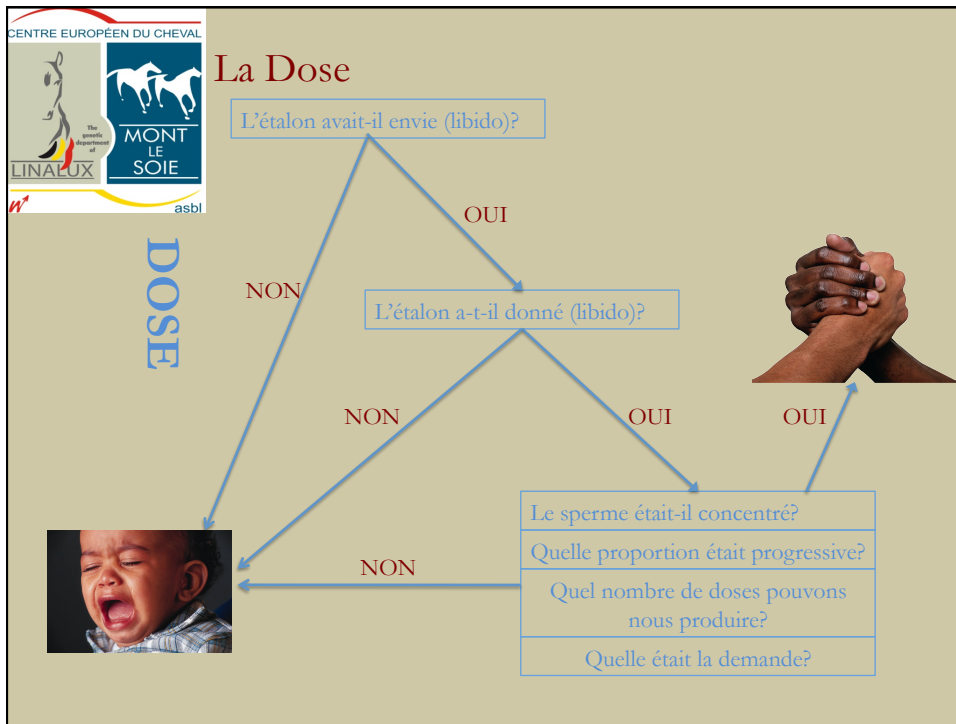 CENTRE EUROPÉEN DU CHEVAL
The
genetic
department
of
LINALUX
MONT
LE
SOIE
asbl
La Dose
L'étalon avait-il envie (libido)?
OUI
DOSE
NON
L'étalon a-t-il donné (libido)?
NON
OUI
OUI
Le sperme était-il concentré?
Quelle proportion était progressive?
NON
Quel nombre de doses pouvons
nous produire?
Quelle était la demande?